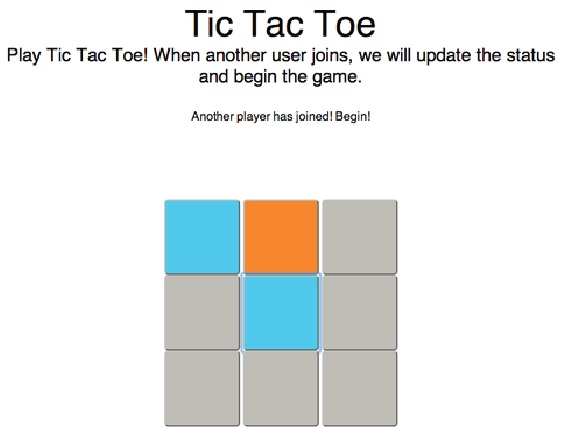 Tic Tac Toe
Play Tic Tac Toe! When another user joins, we will update the status
and begin the game.
Another player has joined! Begin!